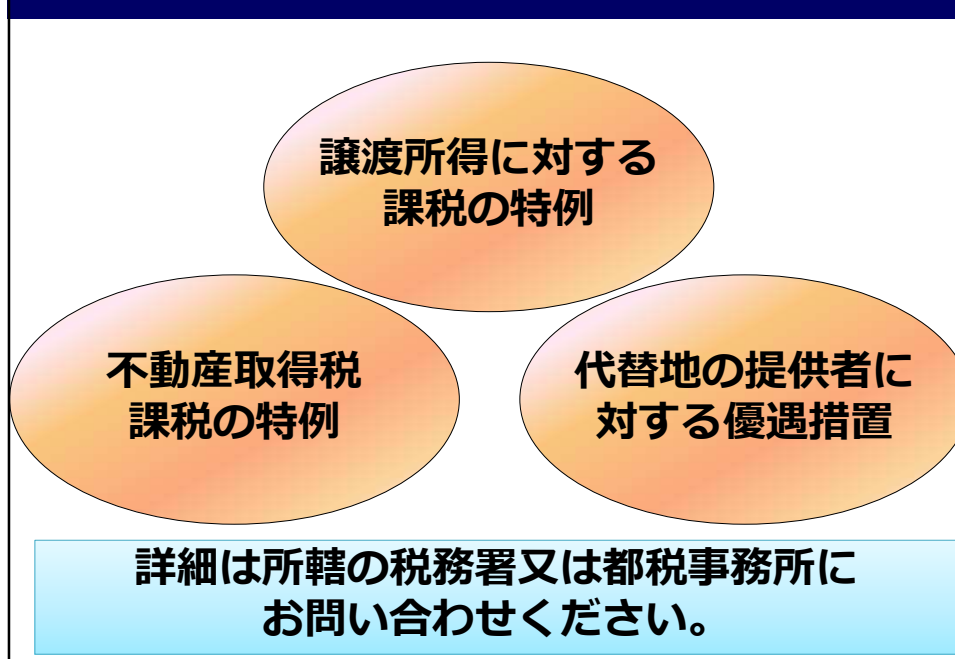 譲渡所得に対する
課税の特例
不動産取得税
課税の特例
代替地の提供者に
対する優遇措置
詳細は所轄の税務署又は都税事務所に
お問い合わせください。